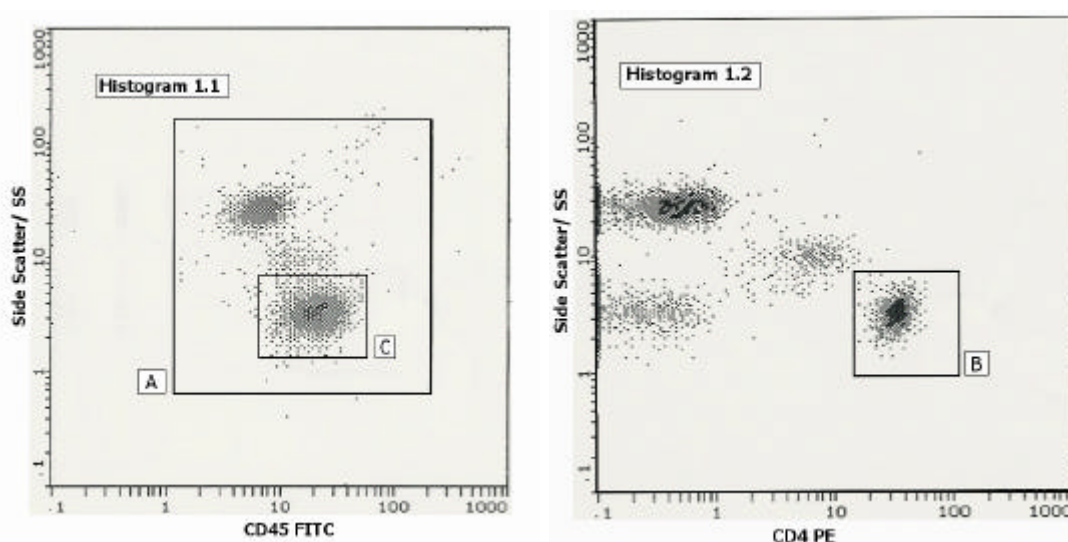 Histogram 1.1
Side Scatter/ SS
1000
100
10
1
.1
A
C
.1 1 10 100 1000
CD45 FITC
Histogram 1.2
Side Scatter/ SS
1000
100
10
1
.1
B
.1 1 10 100 1000
CD4 PE